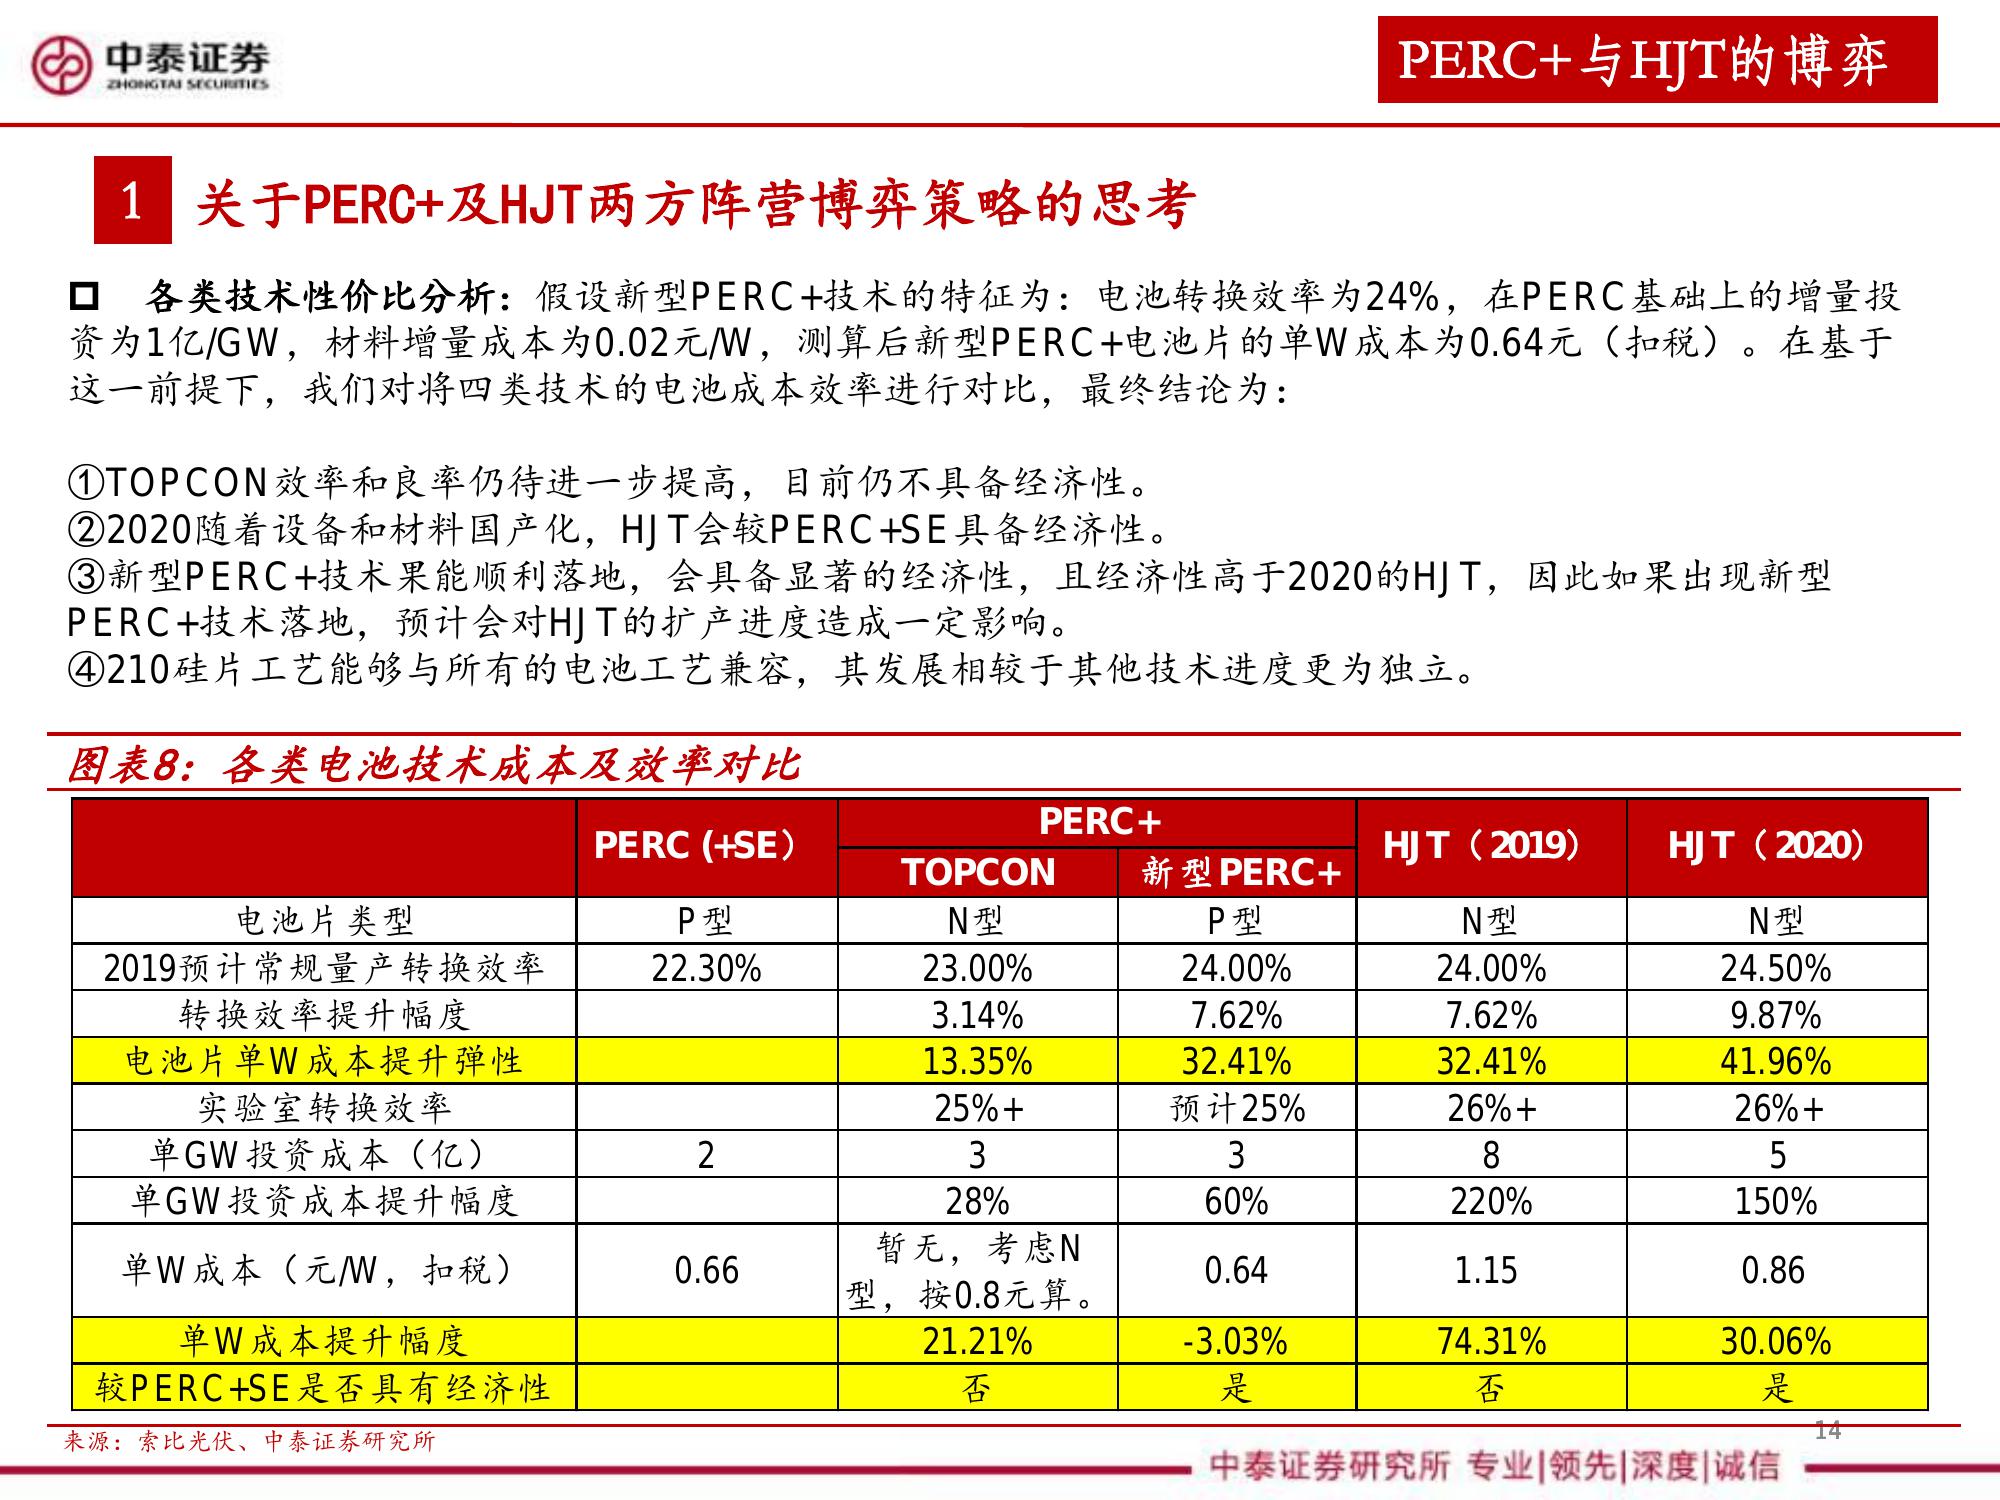 中泰证券
ZHONGTAI SECURITIES
PERC+与HJT的博弈
1
关于PERC+及HJT两方阵营博弈策略的思考
各类技术性价比分析：假设新型PERC+技术的特征为：电池转换效率为24%，在PERC基础上的增量投
资为1亿/GW，材料增量成本为0.02元/W，测算后新型PERC+电池片的单W成本为0.64元（扣税）。在基于
这一前提下，我们对将四类技术的电池成本效率进行对比，最终结论为：
①TOPCON效率和良率仍待进一步提高，目前仍不具备经济性。
②2020随着设备和材料国产化，HJT会较PERC+SE具备经济性。
③新型PERC+技术果能顺利落地，会具备显著的经济性，且经济性高于2020的HJT，因此如果出现新型
PERC+技术落地，预计会对HJT的扩产进度造成一定影响。
④210硅片工艺能够与所有的电池工艺兼容，其发展相较于其他技术进度更为独立。
图表8：各类电池技术成本及效率对比
PERC (+SE） PERC+ HJT（2019） HJT（2020）
TOPCON 新型PERC+
电池片类型 P型 N型 P型 N型 N型
2019预计常规量产转换效率 22.30% 23.00% 24.00% 24.00% 24.50%
转换效率提升幅度 3.14% 7.62% 7.62% 9.87%
电池片单W成本提升弹性 13.35% 32.41% 32.41% 41.96%
实验室转换效率 25%+ 预计25% 26%+ 26%+
单GW投资成本（亿） 2 3 3 8 5
单GW投资成本提升幅度 28% 60% 220% 150%
单W成本（元/W，扣税） 0.66 暂无，考虑N
型，按0.8元算。 0.64 1.15 0.86
单W成本提升幅度 21.21% -3.03% 74.31% 30.06%
较PERC+SE是否具有经济性 否 是 否 是
来源：索比光伏、中泰证券研究所
14
中泰证券研究所 专业|领先|深度|诚信